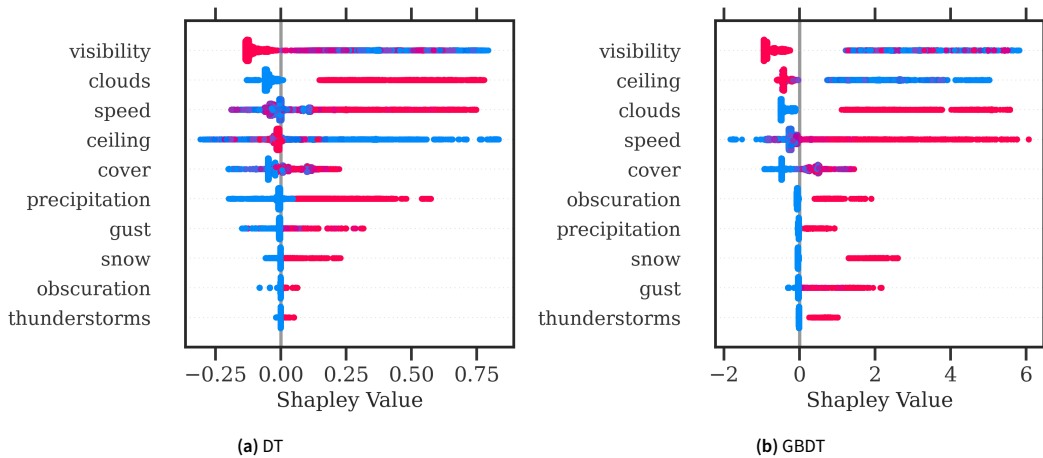 visibility
clouds
speed
ceiling
cover
precipitation
gust
snow
obscuration
thunderstorms
−0.25 0.00 0.25 0.50 0.75
Shapley Value
(a) DT
visibility
ceiling
clouds
speed
cover
obscuration
precipitation
snow
gust
thunderstorms
−2 0 2 4 6
Shapley Value
(b) GBDT